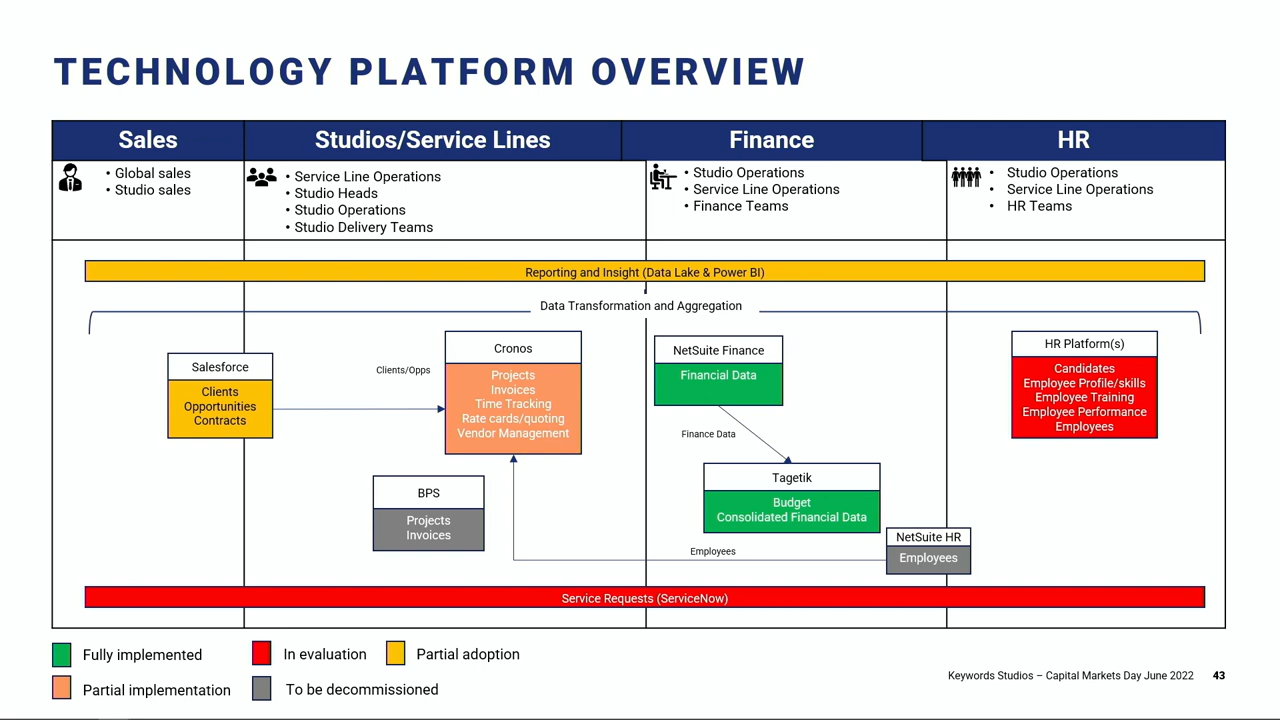 TECHNOLOGY PLATFORM OVERVIEW
Sales
Studios/Service Lines
Finance
HR
• Global sales
• Studio sales
• Service Line Operations
• Studio Heads
• Studio Operations
• Studio Delivery Teams
• Studio Operations
• Service Line Operations
• Finance Teams
• Studio Operations
• Service Line Operations
• HR Teams
Reporting and Insight (Data Lake & Power BI)
Data Transformation and Aggregation
Salesforce
Clients
Opportunities
Contracts
Clients/Opps
Cronos
Projects
Invoices
Time Tracking
Rate cards/quoting
Vendor Management
BPS
Projects
Invoices
NetSuite Finance
Financial Data
Finance Data
Tagetik
Budget
Consolidated Financial Data
HR Platform(s)
Candidates
Employee Profile/skills
Employee Training
Employee Performance
Employees
NetSuite HR
Employees
Employees
Service Requests (ServiceNow)
Fully implemented
In evaluation
Partial adoption
Partial implementation
To be decommissioned
Keywords Studios – Capital Markets Day June 2022 43